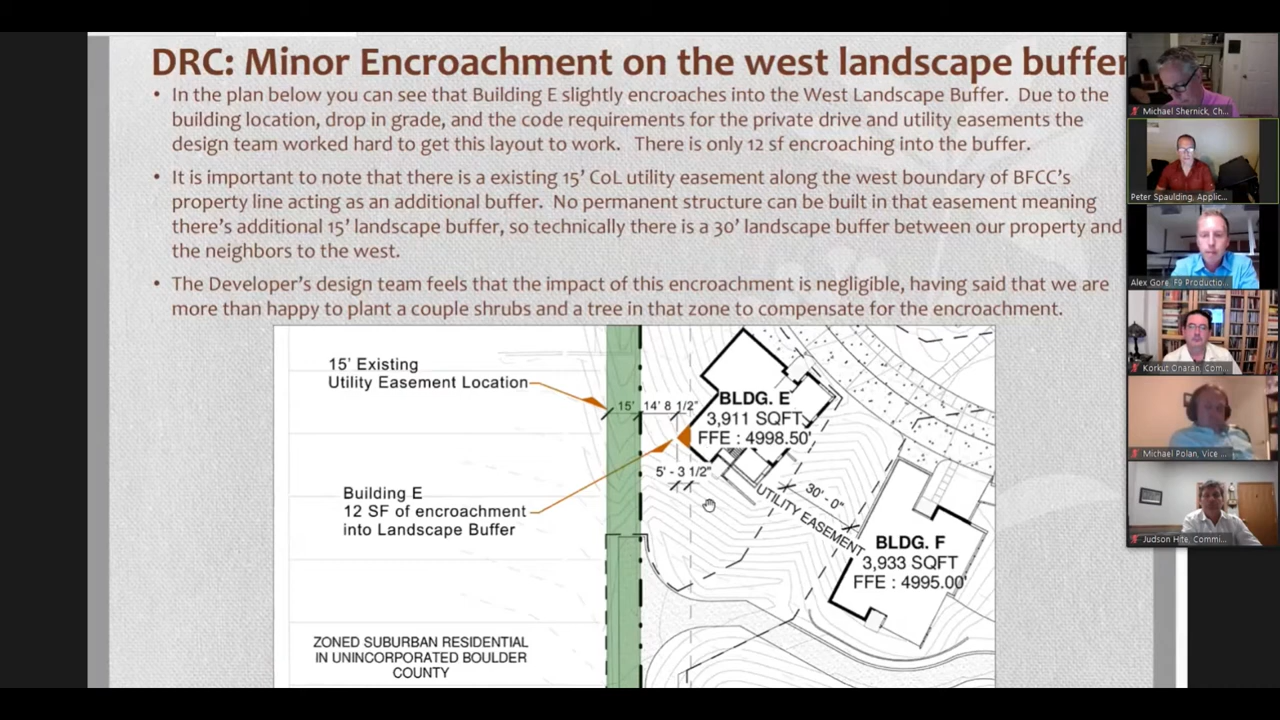 DRC: Minor Encroachment on the west landscape buffer
• In the plan below you can see that Building E slightly encroaches into the West Landscape Buffer. Due to the
building location, drop in grade, and the code requirements for the private drive and utility easements the
design team worked hard to get this layout to work. There is only 12 sf encroaching into the buffer.
• It is important to note that there is a existing 15’ CoL utility easement along the west boundary of BFCC’s
property line acting as an additional buffer. No permanent structure can be built in that easement meaning
there’s additional 15’ landscape buffer, so technically there is a 30’ landscape buffer between our property and
the neighbors to the west.
• The Developer’s design team feels that the impact of this encroachment is negligible, having said that we are
more than happy to plant a couple shrubs and a tree in that zone to compensate for the encroachment.
15' Existing
Utility Easement Location
15'
14' 8 1/2"
BLDG. E
3,911 SQFT
FFE : 4998.50'
5' - 3 1/2"
Building E
12 SF of encroachment
into Landscape Buffer
30' - 0"
UTILITY EASEMENT
BLDG. F
3,933 SQFT
FFE : 4995.00'
ZONED SUBURBAN RESIDENTIAL
IN UNINCORPORATED BOULDER
COUNTY
Michael Shernick, Ch...
Peter Spaulding, Applic...
Alex Gore, F9 Productio...
Korkut Onaran, Com...
Michael Polan, Vice ...
Judson Hite, Commi...